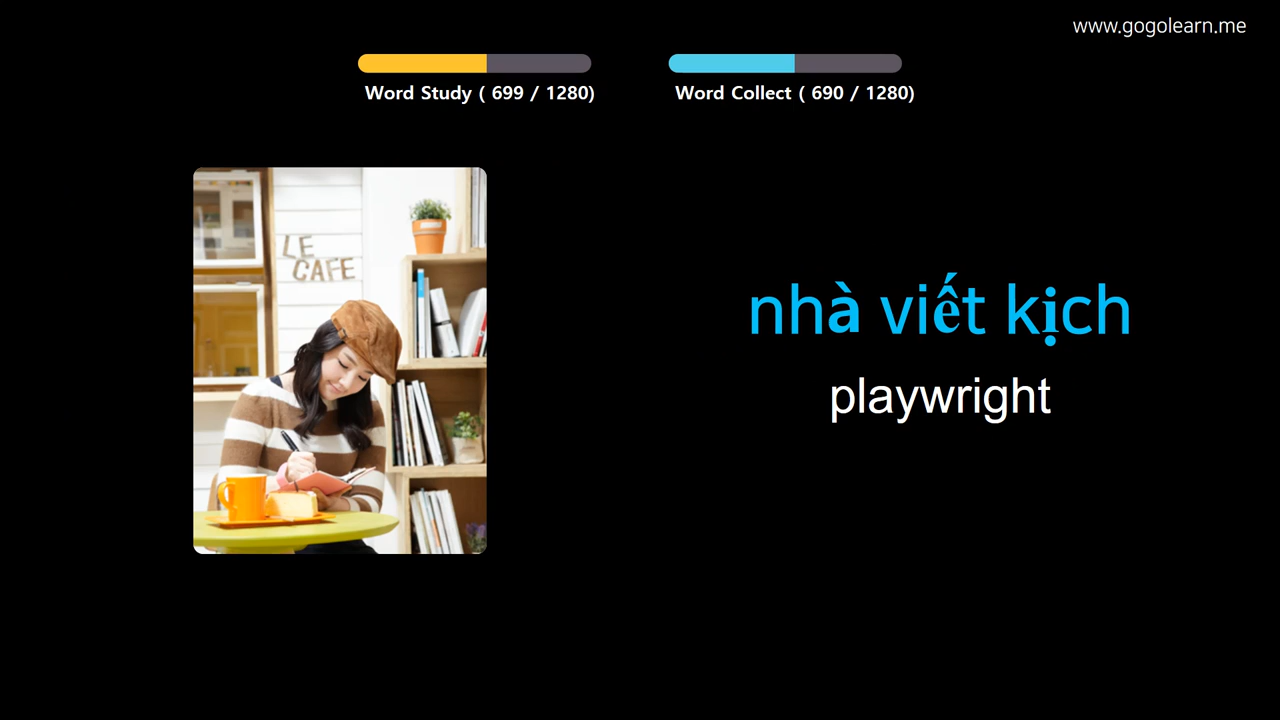 www.gogolearn.me
Word Study ( 699 / 1280)
Word Collect ( 690 / 1280)
LE
CAFE
nhà viết kịch
playwright